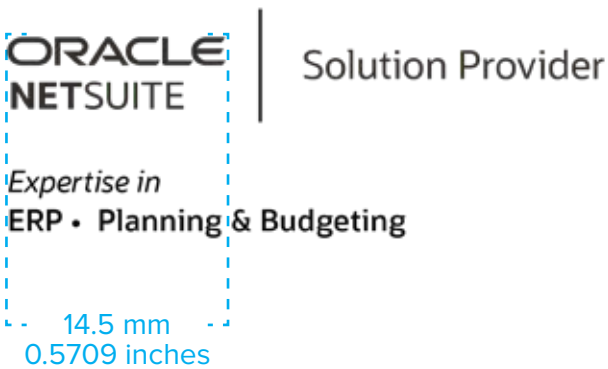 ORACLE
NETSUITE
Solution Provider
Expertise in
ERP • Planning & Budgeting
14.5 mm
0.5709 inches